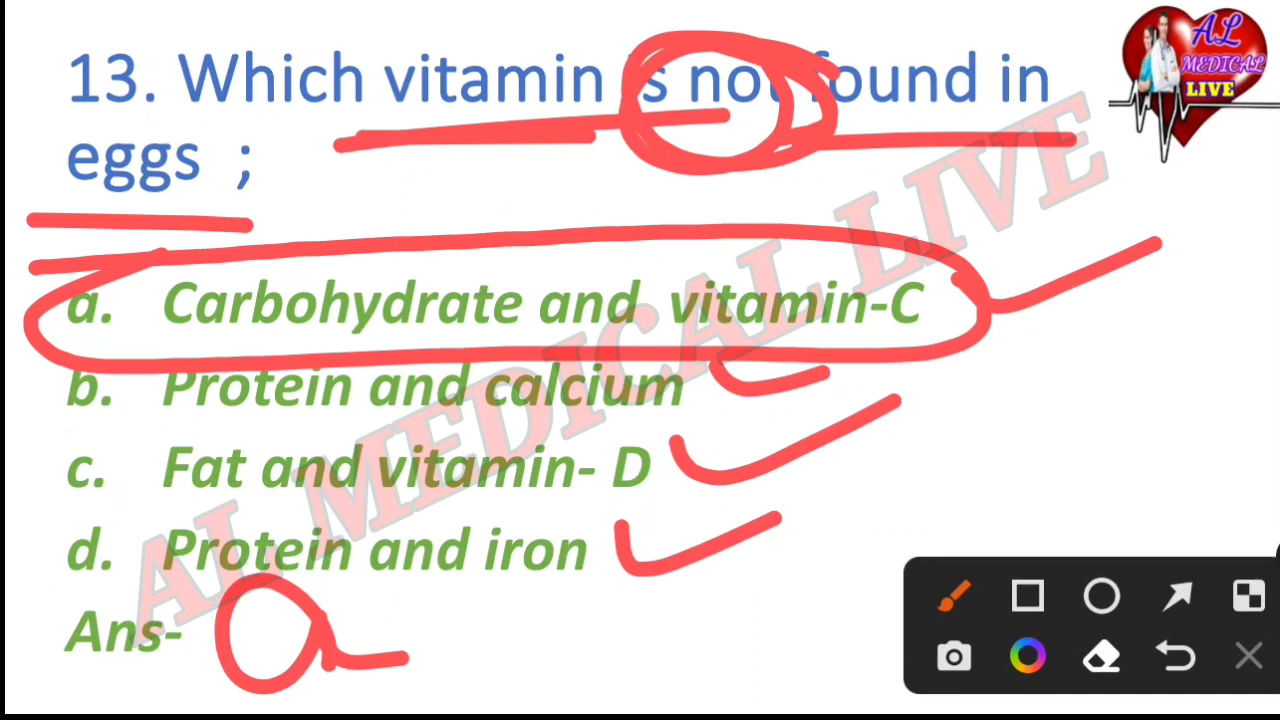 13. Which vitamin is not found in
eggs ;
a. Carbohydrate and vitamin-C
b. Protein and calcium
c. Fat and vitamin- D
d. Protein and iron
Ans- a
AL MEDICAL LIVE
AL
MEDICAL
LIVE